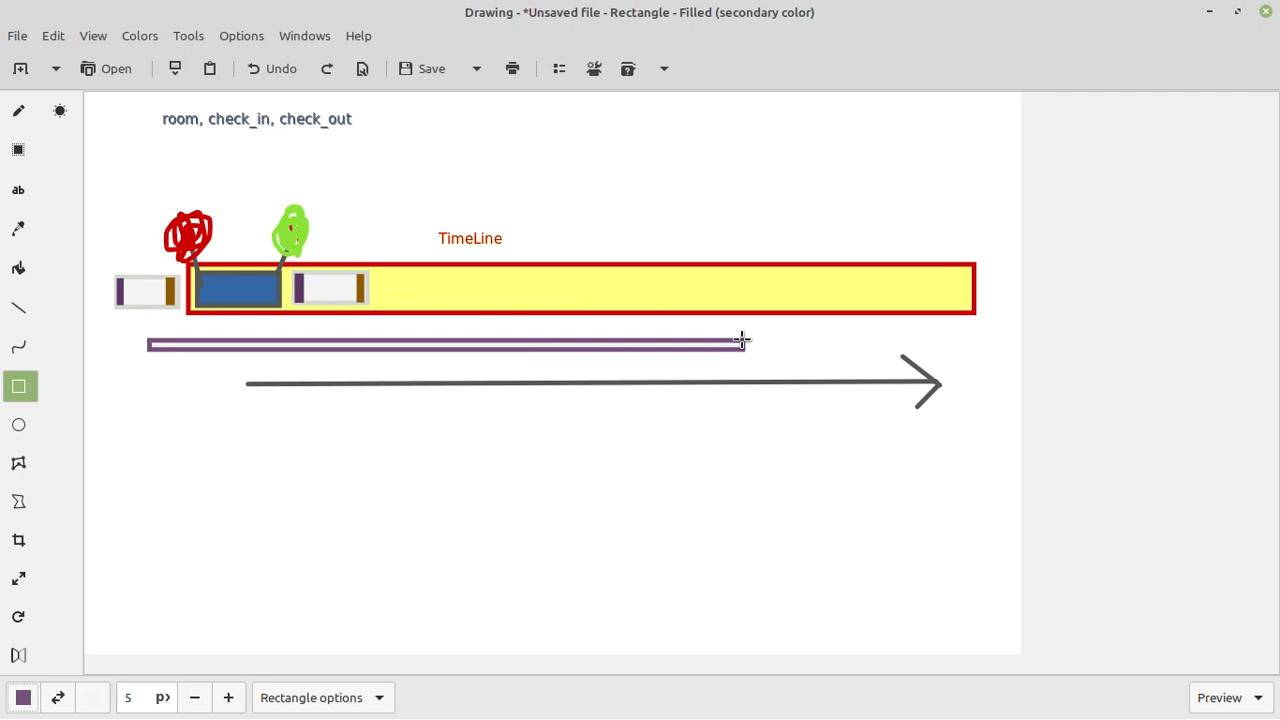 Drawing - *Unsaved file - Rectangle - Filled (secondary color)
File Edit View Colors Tools Options Windows Help
Open Undo Save
room, check_in, check_out
TimeLine
ab
5 px Rectangle options Preview